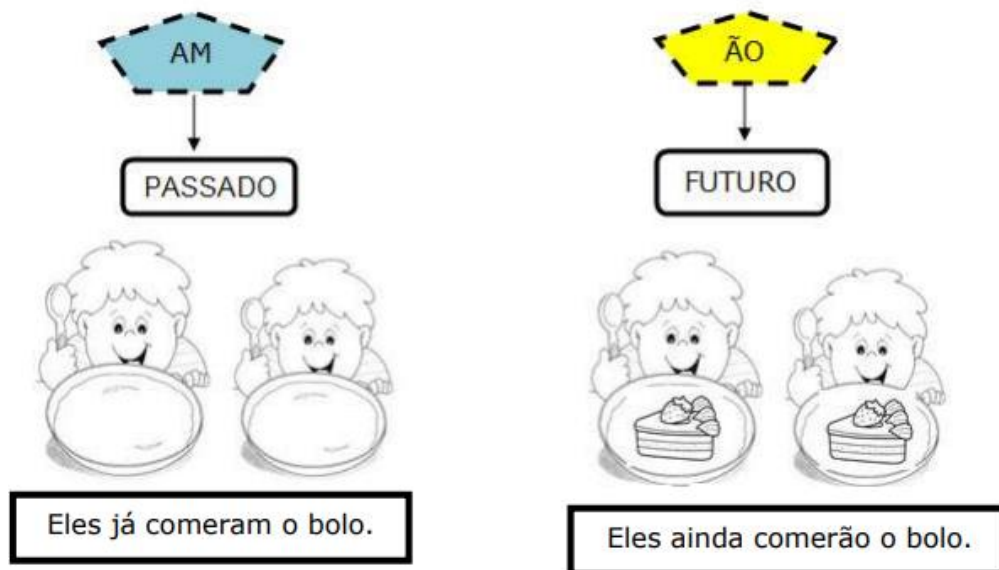 AM
ÃO
PASSADO
FUTURO
Eles já comeram o bolo.
Eles ainda comerão o bolo.